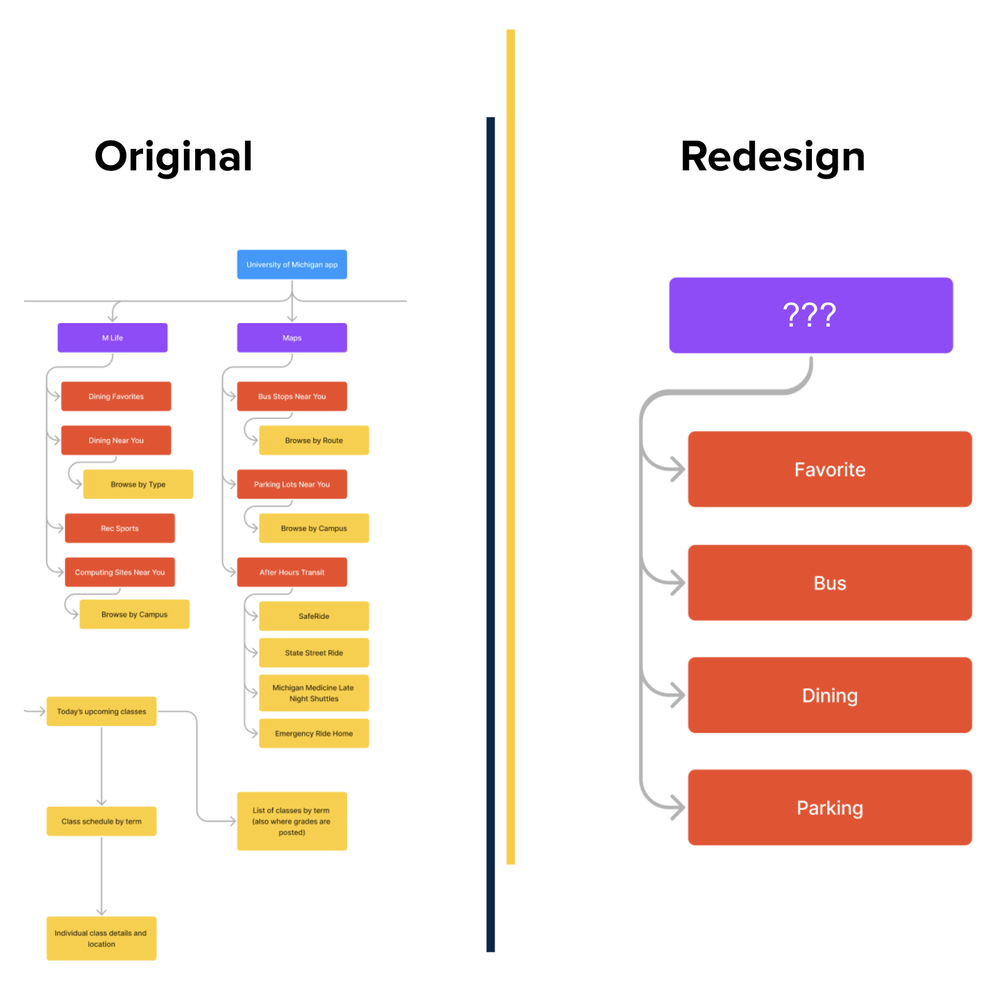 Original
University of Michigan app
M Life
Dining Favorites
Dining Near You
Browse by Type
Rec Sports
Computing Sites Near You
Browse by Campus
Maps
Bus Stops Near You
Browse by Route
Parking Lots Near You
Browse by Campus
After Hours Transit
SafeRide
State Street Ride
Michigan Medicine Late
Night Shuttles
Emergency Ride Home
Today's upcoming classes
Class schedule by term
Individual class details and
location
List of classes by term
(also where grades are
posted)
Redesign
???
Favorite
Bus
Dining
Parking